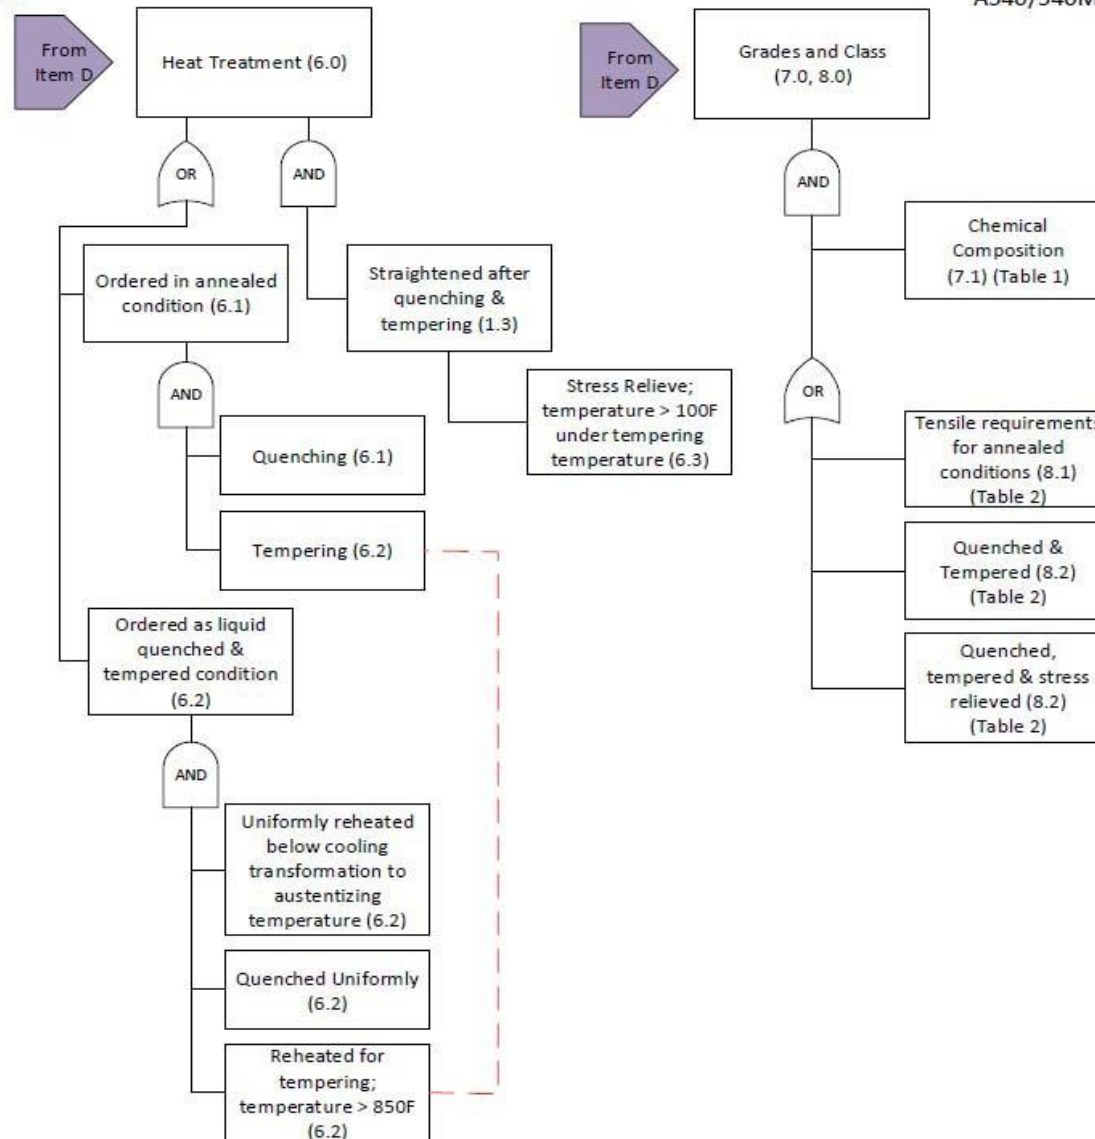 A540/540M
From
Item D
Heat Treatment (6.0)
OR
AND
Ordered in annealed
condition (6.1)
Straightened after
quenching &
tempering (1.3)
AND
Stress Relieve;
temperature > 100F
under tempering
temperature (6.3)
Quenching (6.1)
Tempering (6.2)
Ordered as liquid
quenched &
tempered condition
(6.2)
AND
Uniformly reheated
below cooling
transformation to
austentizing
temperature (6.2)
Quenched Uniformly
(6.2)
Reheated for
tempering;
temperature > 850F
(6.2)
From
Item D
Grades and Class
(7.0, 8.0)
AND
Chemical
Composition
(7.1) (Table 1)
OR
Tensile requirements
for annealed
conditions (8.1)
(Table 2)
Quenched &
Tempered (8.2)
(Table 2)
Quenched,
tempered & stress
relieved (8.2)
(Table 2)